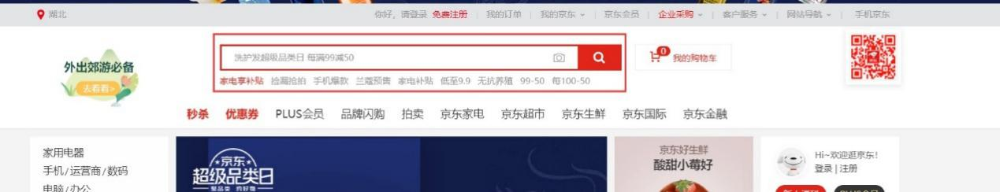 湖北
你好，请登录 免费注册 | 我的订单 | 我的京东 | 京东会员 | 企业采购 | 客户服务 | 网站导航 | 手机京东
外出郊游必备
去看看>
洗护发超级品类日 每满99减50
0
我的购物车
家电享补贴 捡漏抢拍 手机爆款 兰蔻预售 家电补贴 低至9.9 无抗养殖 99-50 每100-50
秒杀 优惠券 PLUS会员 品牌闪购 拍卖 京东家电 京东超市 京东生鲜 京东国际 京东金融
家用电器
手机/运营商/数码
电脑/办公
京东
超级品类日
京东好生鲜
酸甜小莓好
Hi~欢迎逛京东!
登录 | 注册